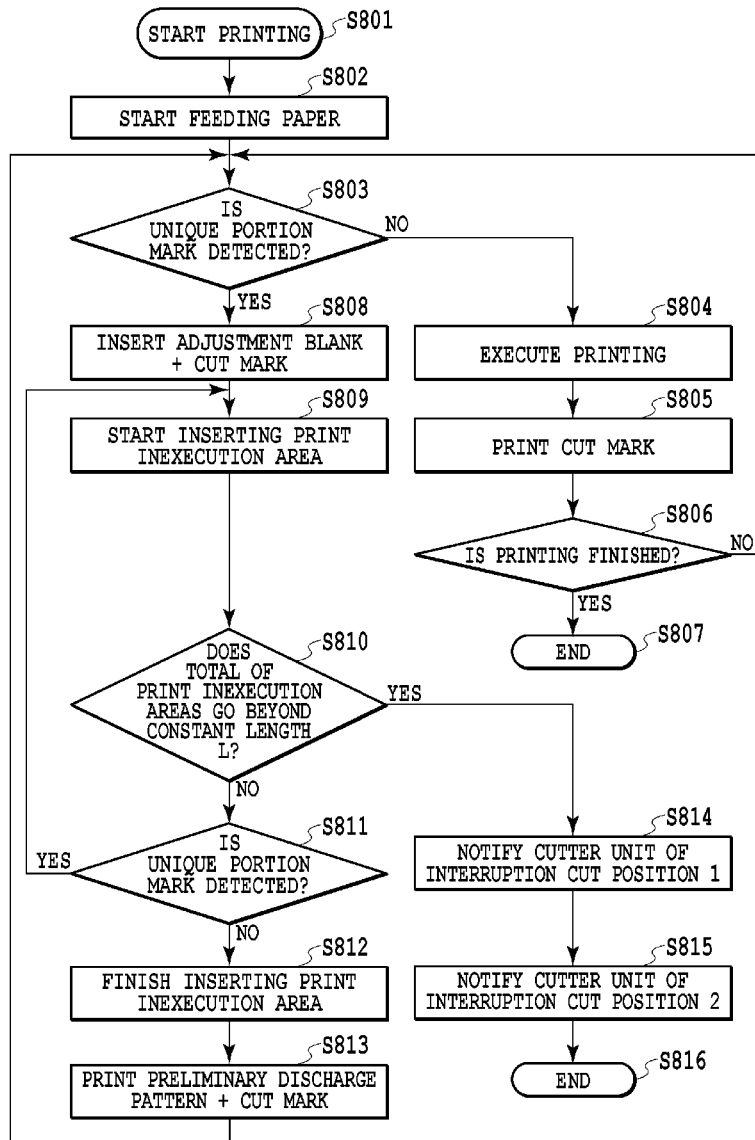 START PRINTING
S801
S802
START FEEDING PAPER
S803
IS
UNIQUE PORTION
MARK DETECTED?
NO
YES
S808
INSERT ADJUSTMENT BLANK
+ CUT MARK
S804
EXECUTE PRINTING
S809
START INSERTING PRINT
INEXECUTION AREA
S805
PRINT CUT MARK
S806
IS PRINTING FINISHED?
NO
YES
S807
END
S810
DOES
TOTAL OF
PRINT INEXECUTION
AREAS GO BEYOND
CONSTANT LENGTH
L?
YES
NO
S811
IS
UNIQUE PORTION
MARK DETECTED?
YES
NO
S814
NOTIFY CUTTER UNIT OF
INTERRUPTION CUT POSITION 1
S812
FINISH INSERTING PRINT
INEXECUTION AREA
S815
NOTIFY CUTTER UNIT OF
INTERRUPTION CUT POSITION 2
S813
PRINT PRELIMINARY DISCHARGE
PATTERN + CUT MARK
S816
END